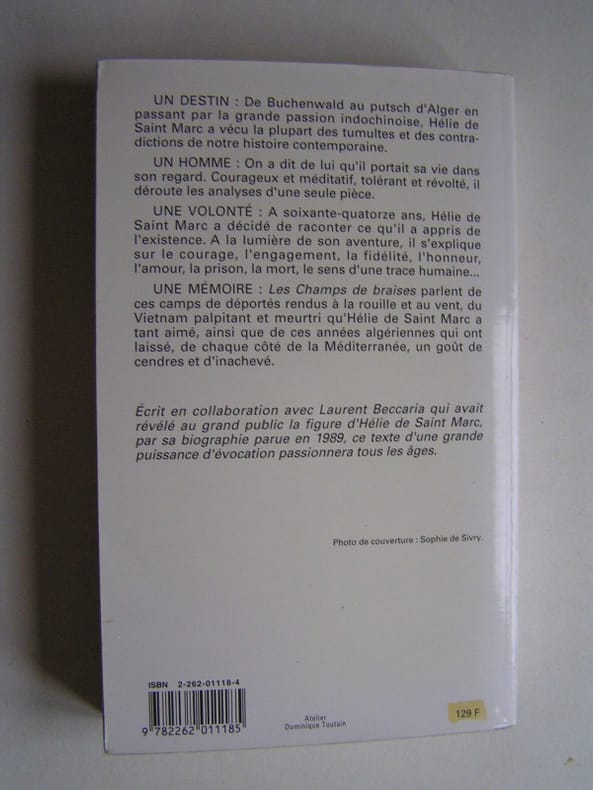 UN DESTIN : De Buchenwald au putsch d'Alger en
passant par la grande passion indochinoise, Hélie de
Saint Marc a vécu la plupart des tumultes et des contra-
dictions de notre histoire contemporaine.
UN HOMME : On a dit de lui qu'il portait sa vie dans
son regard. Courageux et méditatif, tolérant et révolté, il
déroute les analyses d'une seule pièce.
UNE VOLONTÉ : A soixante-quatorze ans, Hélie de
Saint Marc a décidé de raconter ce qu'il a appris de
l'existence. A la lumière de son aventure, il s'explique
sur le courage, l'engagement, la fidélité, l'honneur,
l'amour, la prison, la mort, le sens d'une trace humaine...
UNE MÉMOIRE : Les Champs de braises parlent de
ces camps de déportés rendus à la rouille et au vent, du
Vietnam palpitant et meurtri qu'Hélie de Saint Marc a
tant aimé, ainsi que de ces années algériennes qui ont
laissé, de chaque côté de la Méditerranée, un goût de
cendres et d'inachevé.
Écrit en collaboration avec Laurent Beccaria qui avait
révélé au grand public la figure d'Hélie de Saint Marc,
par sa biographie parue en 1989, ce texte d'une grande
puissance d'évocation passionnera tous les âges.
Photo de couverture : Sophie de Sivry.
ISBN 2-262-01118-4
9 782262 011185
Atelier
Dominique Toutain
129 F